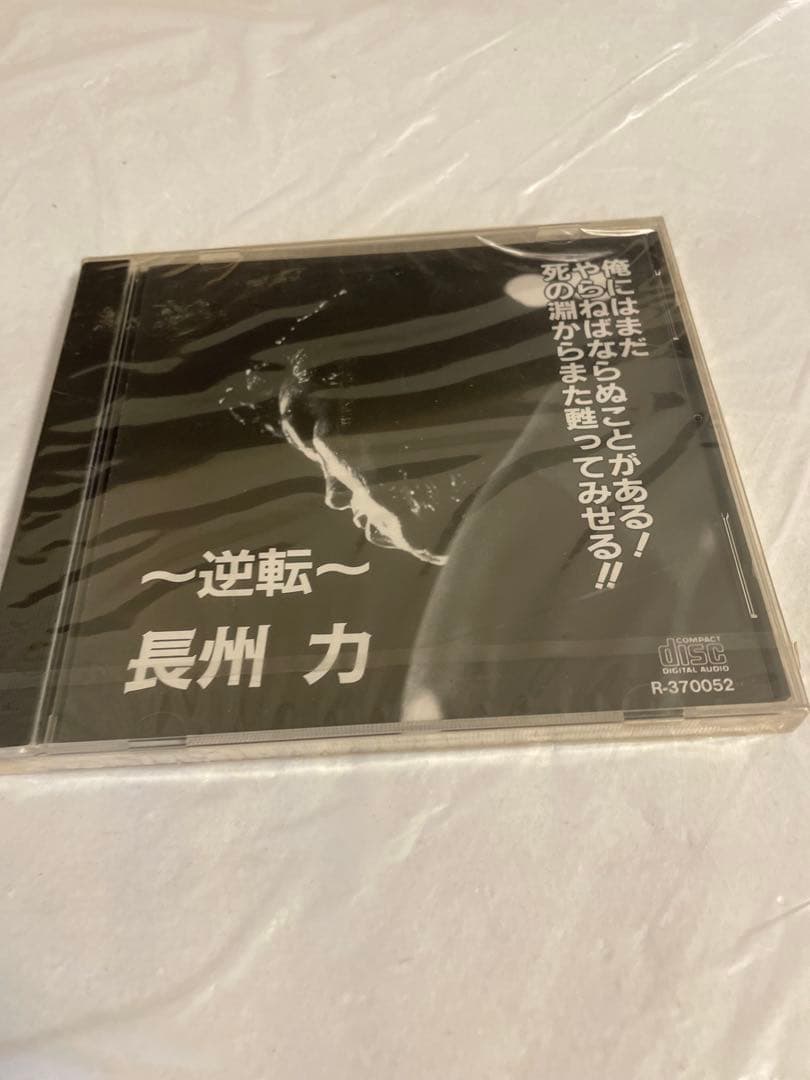 俺にはまだ
やらねばならぬことがある！
死の淵からまた甦ってみせる!!
〜逆転〜
長州 力
COMPACT
disc
DIGITAL AUDIO
R-370052